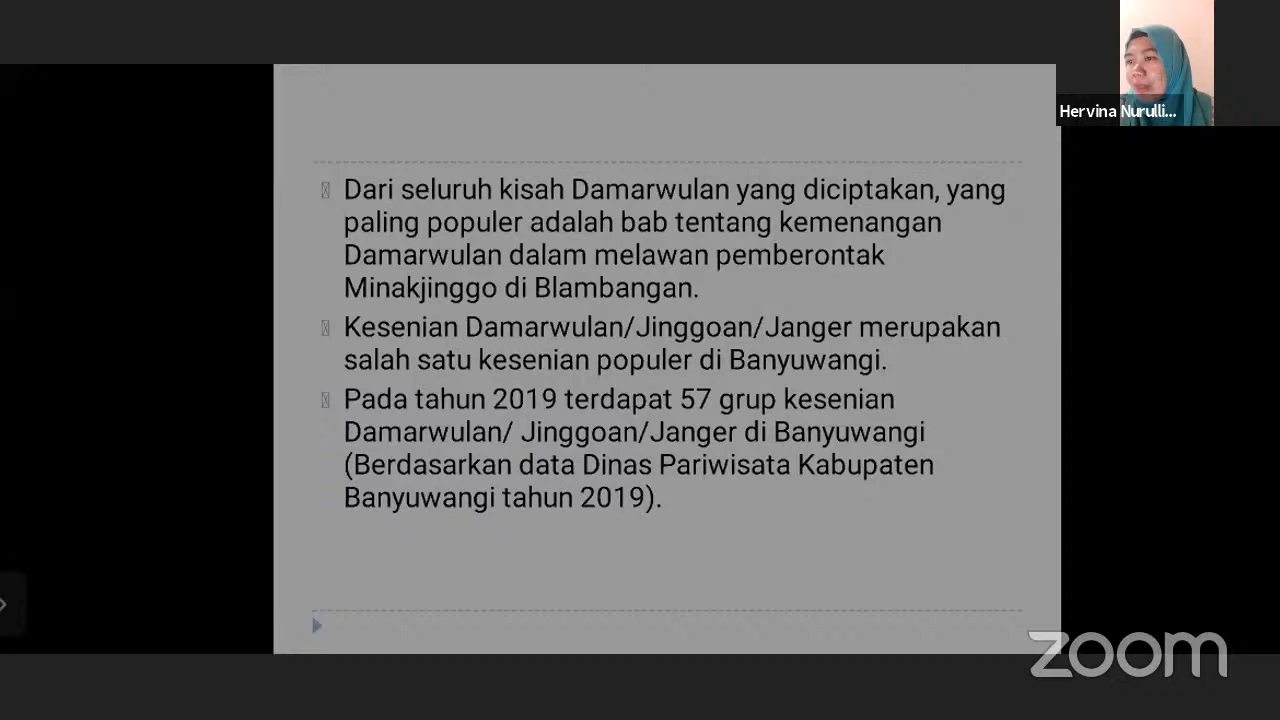 Hervina Nurulli...
Dari seluruh kisah Damarwulan yang diciptakan, yang
paling populer adalah bab tentang kemenangan
Damarwulan dalam melawan pemberontak
Minakjinggo di Blambangan.
Kesenian Damarwulan/Jinggoan/Janger merupakan
salah satu kesenian populer di Banyuwangi.
Pada tahun 2019 terdapat 57 grup kesenian
Damarwulan/ Jinggoan/Janger di Banyuwangi
(Berdasarkan data Dinas Pariwisata Kabupaten
Banyuwangi tahun 2019).
zoom